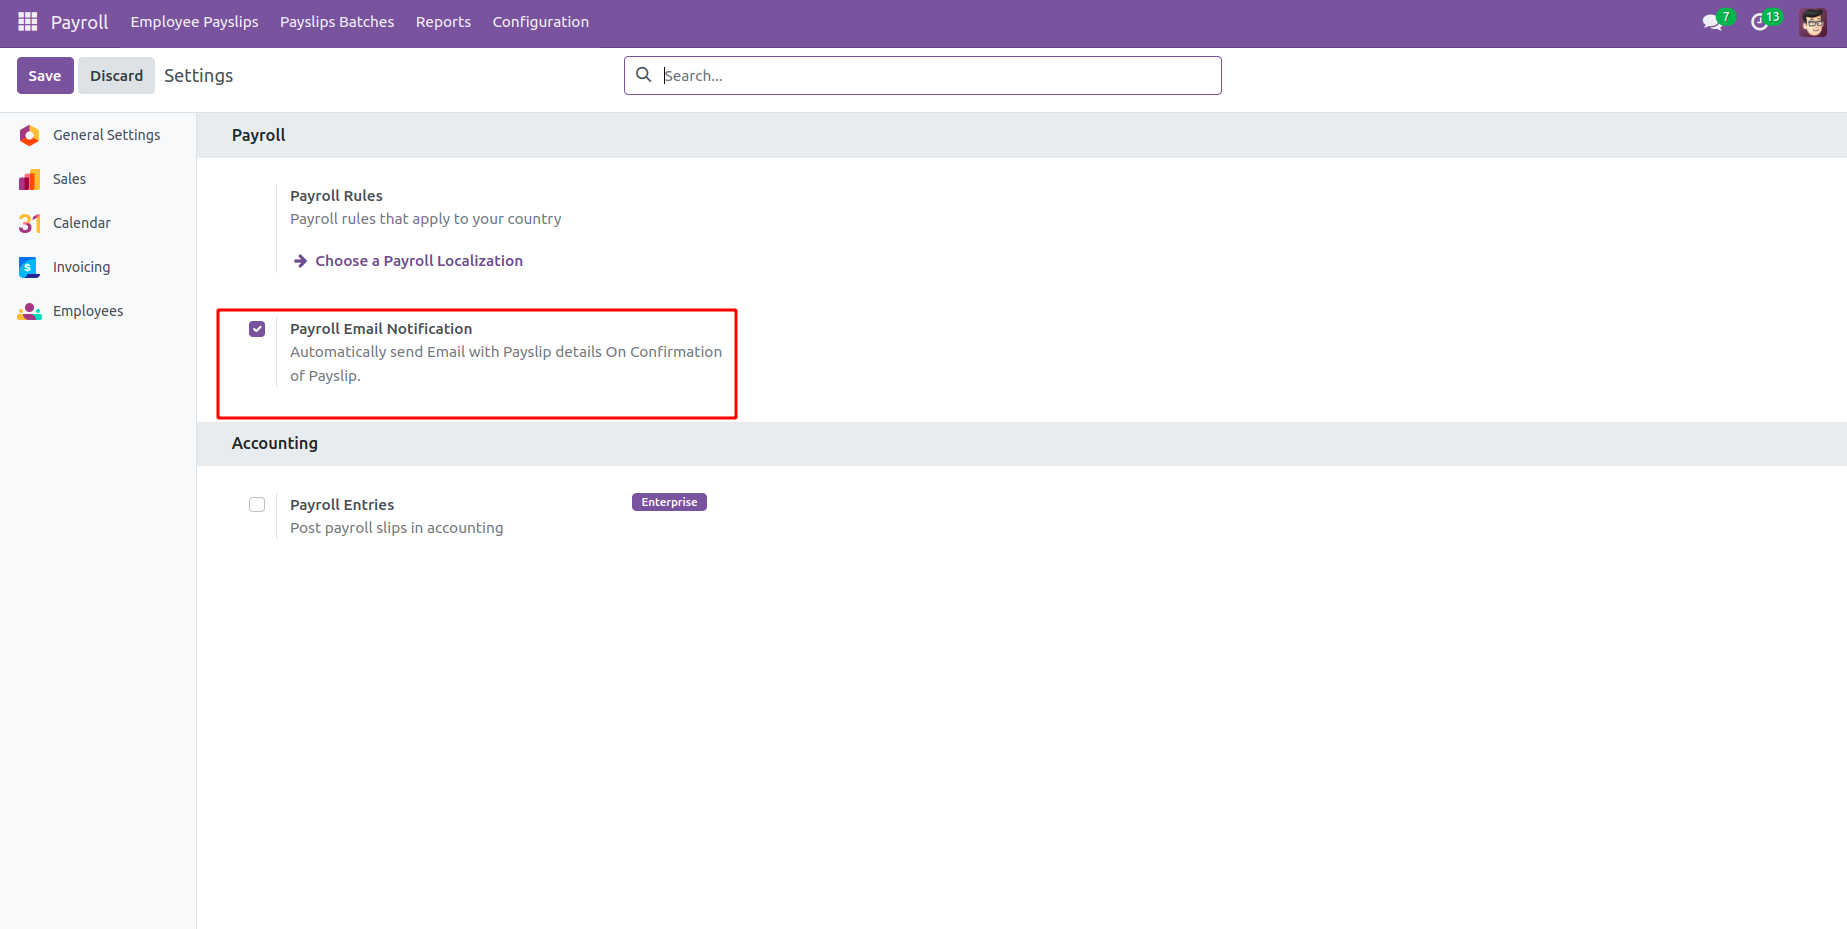 Payroll Employee Payslips Payslips Batches Reports Configuration 7 13
Save Discard Settings Search...
General Settings
Sales
31 Calendar
$ Invoicing
Employees
Payroll
Payroll Rules
Payroll rules that apply to your country
Choose a Payroll Localization
Payroll Email Notification
Automatically send Email with Payslip details On Confirmation
of Payslip.
Accounting
Payroll Entries Enterprise
Post payroll slips in accounting